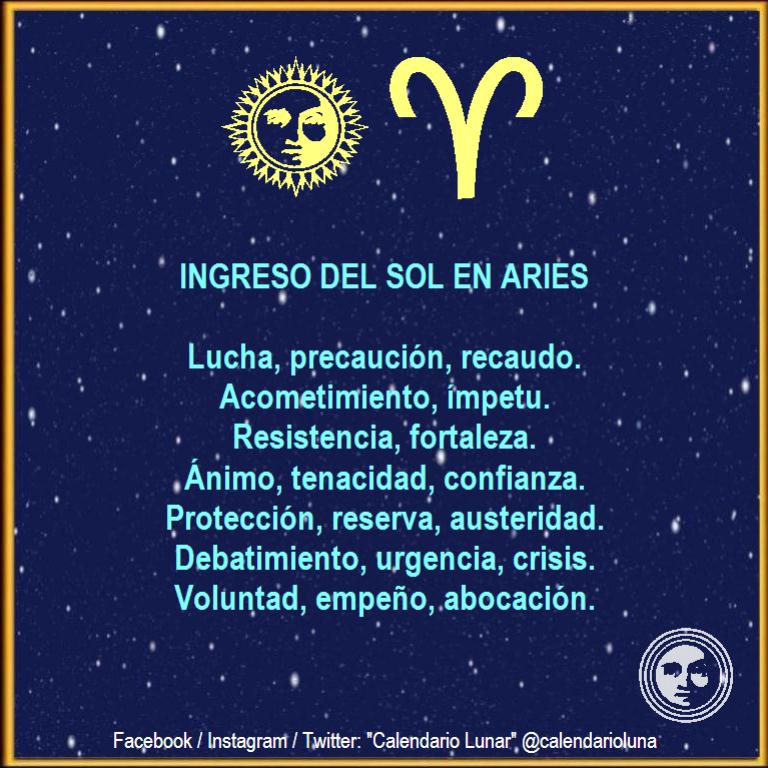 INGRESO DEL SOL EN ARIES
Lucha, precaución, recaudo.
Acometimiento, ímpetu.
Resistencia, fortaleza.
Ánimo, tenacidad, confianza.
Protección, reserva, austeridad.
Debatimiento, urgencia, crisis.
Voluntad, empeño, abocación.
Facebook / Instagram / Twitter: "Calendario Lunar" @calendarioluna